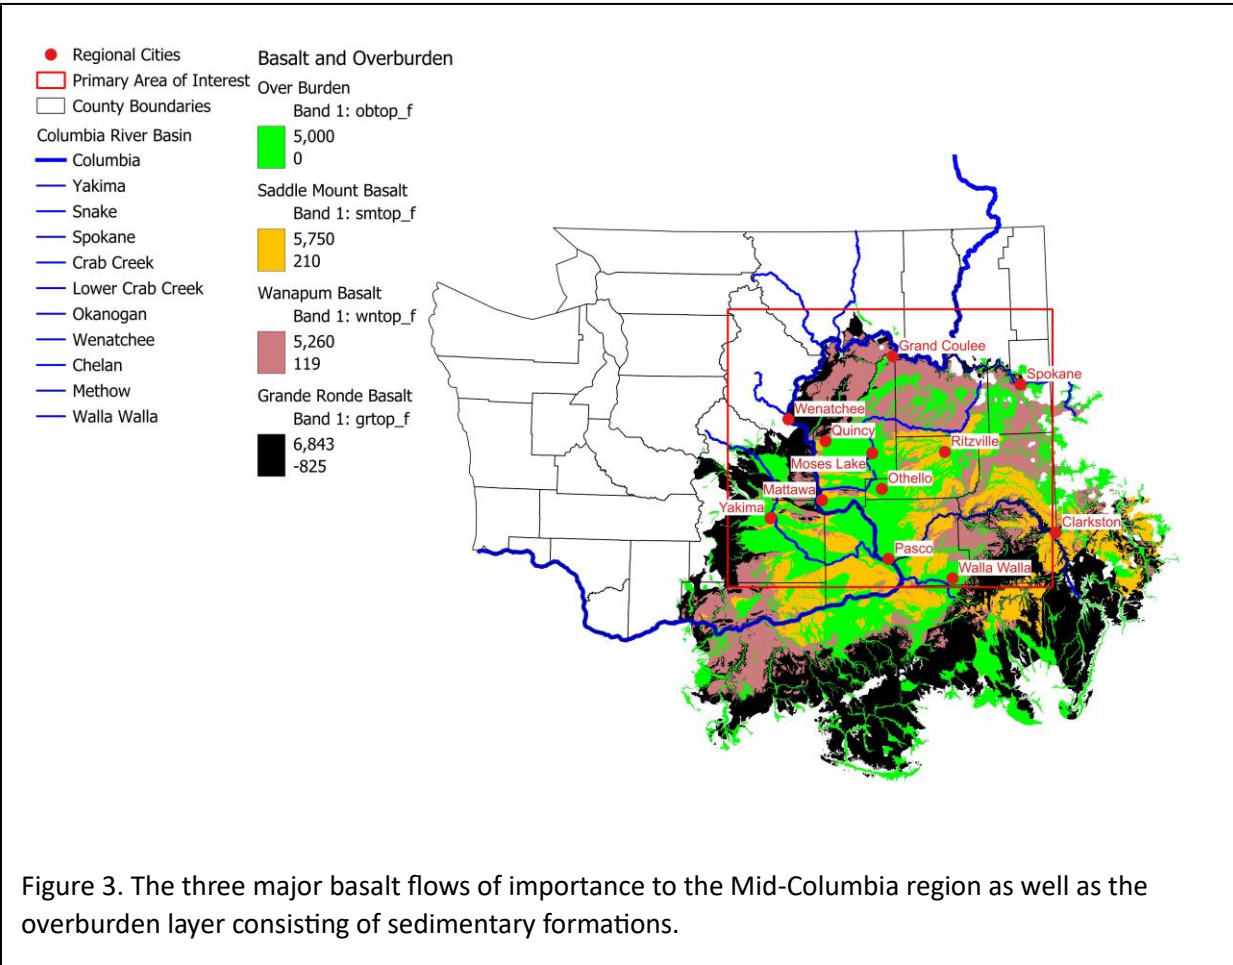 Regional Cities
Primary Area of Interest
County Boundaries
Columbia River Basin
Columbia
Yakima
Snake
Spokane
Crab Creek
Lower Crab Creek
Okanogan
Wenatchee
Chelan
Methow
Walla Walla
Basalt and Overburden
Over Burden
Band 1: obtop_f
5,000
0
Saddle Mount Basalt
Band 1: smtop_f
5,750
210
Wanapum Basalt
Band 1: wntop_f
5,260
119
Grande Ronde Basalt
Band 1: grtop_f
6,843
-825
Grand Coulee
Spokane
Wenatchee
Quincy
Ritzville
Moses Lake
Othello
Mattawa
Yakima
Clarkston
Pasco
Walla Walla
Figure 3. The three major basalt flows of importance to the Mid-Columbia region as well as the
overburden layer consisting of sedimentary formations.